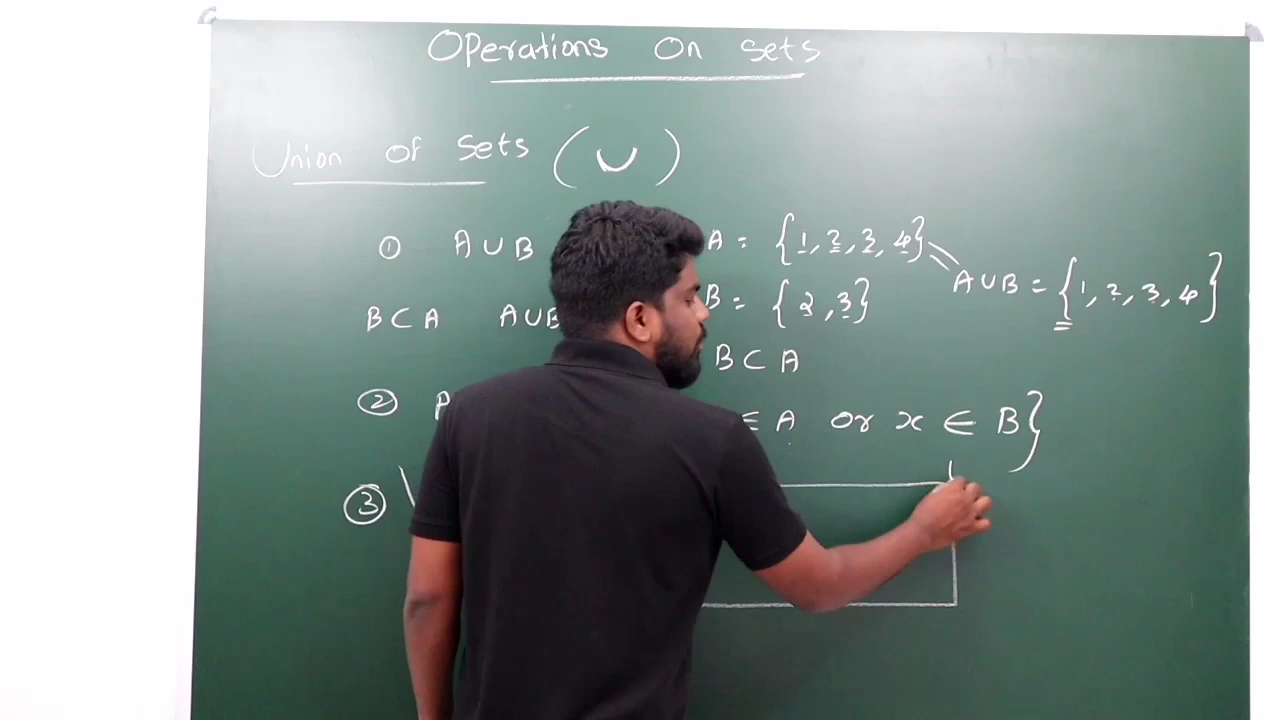 Operations On sets
Union of sets (∪)
① A∪B A = {1, 2, 3, 4}
B = {2, 3} A∪B = {1, 2, 3, 4}
B⊂A A∪B B⊂A
② ∈ A or x ∈ B}
③